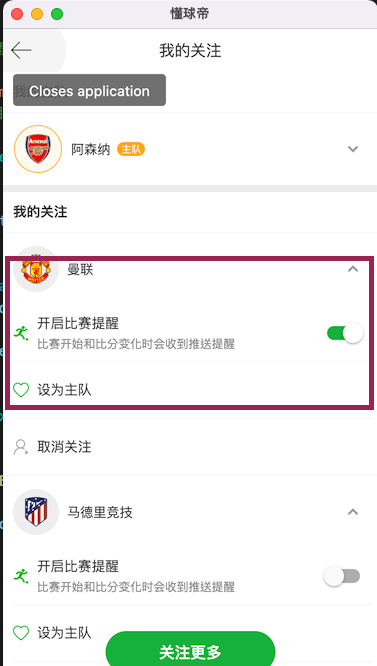 懂球帝
我的关注
Closes application
阿森纳 主队
我的关注
曼联
开启比赛提醒
比赛开始和比分变化时会收到推送提醒
设为主队
取消关注
马德里竞技
开启比赛提醒
比赛开始和比分变化时会收到推送提醒
设为主队
关注更多